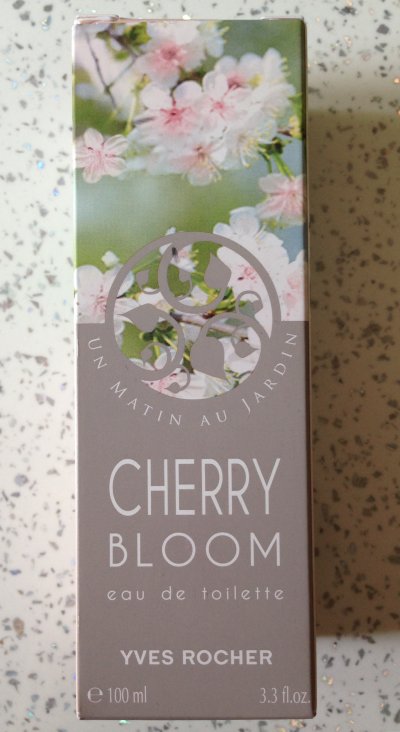 UN MATIN AU JARDIN
CHERRY
BLOOM
eau de toilette
YVES ROCHER
℮ 100 ml 3.3 fl.oz.